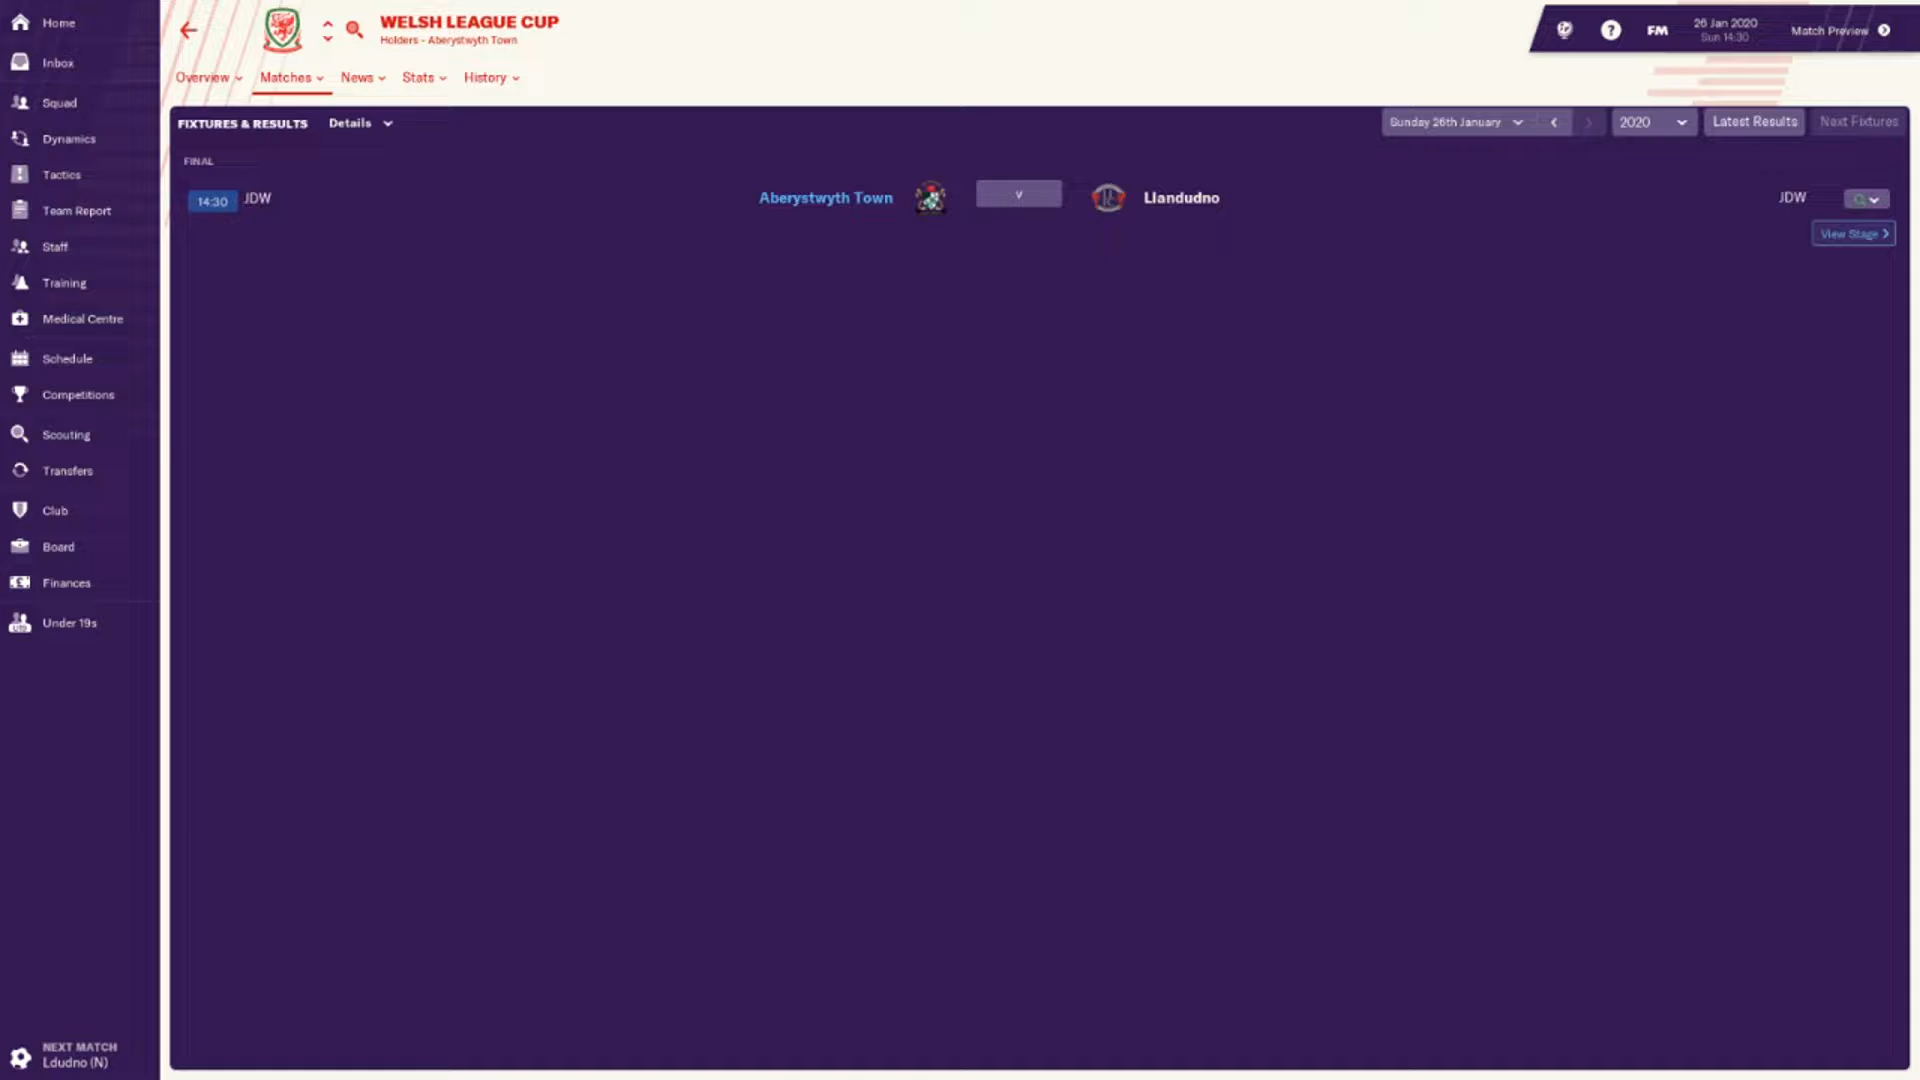 Home
Inbox
Squad
Dynamics
Tactics
Team Report
Staff
Training
Medical Centre
Schedule
Competitions
Scouting
Transfers
Club
Board
Finances
Under 19s
NEXT MATCH
Ldudno (N)
WELSH LEAGUE CUP
Holders - Aberystwyth Town
Overview Matches News Stats History
? FM 26 Jan 2020 Match Preview
Sun 14:30
FIXTURES & RESULTS Details Sunday 26th January 2020 Latest Results Next Fixtures
FINAL
14:30 JDW Aberystwyth Town v Llandudno JDW
View Stage